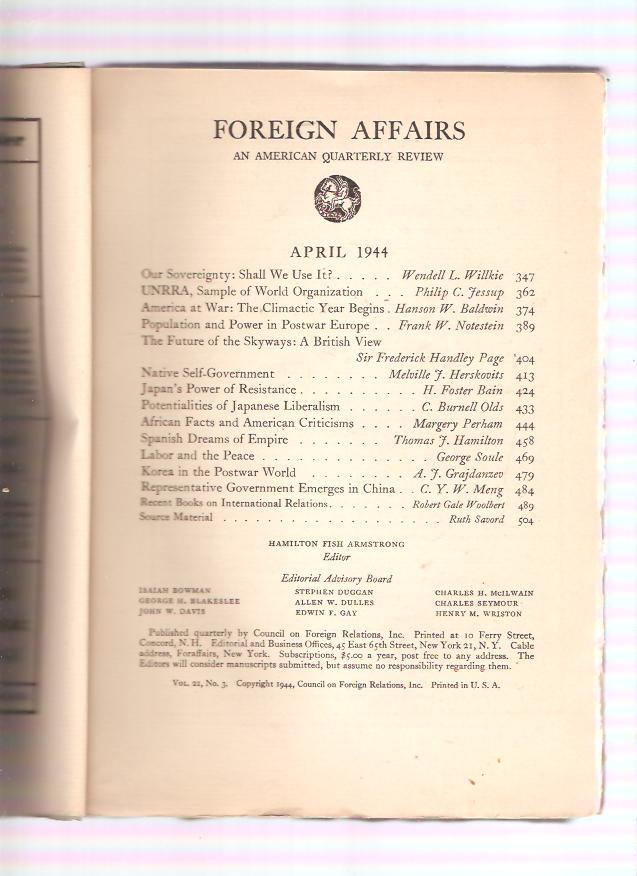 FOREIGN AFFAIRS
AN AMERICAN QUARTERLY REVIEW
APRIL 1944
Our Sovereignty: Shall We Use It? . . . . . Wendell L. Willkie 347
UNRRA, Sample of World Organization . . . Philip C. Jessup 362
America at War: The Climactic Year Begins . Hanson W. Baldwin 374
Population and Power in Postwar Europe . . Frank W. Notestein 389
The Future of the Skyways: A British View
Sir Frederick Handley Page 404
Native Self-Government . . . . . . . . Melville J. Herskovits 413
Japan's Power of Resistance . . . . . . . . . . H. Foster Bain 424
Potentialities of Japanese Liberalism . . . . . . C. Burnell Olds 433
African Facts and American Criticisms . . . . Margery Perham 444
Spanish Dreams of Empire . . . . . . . Thomas J. Hamilton 458
Labor and the Peace . . . . . . . . . . . . . . George Soule 469
Korea in the Postwar World . . . . . . . . A. J. Grajdanzev 479
Representative Government Emerges in China . . C. Y. W. Meng 484
Recent Books on International Relations . . . . . . . Robert Gale Woolbert 489
Source Material . . . . . . . . . . . . . . . . . . . . Ruth Savord 504
HAMILTON FISH ARMSTRONG
Editor
Editorial Advisory Board
ISAIAH BOWMAN STEPHEN DUGGAN CHARLES H. McILWAIN
GEORGE H. BLAKESLEE ALLEN W. DULLES CHARLES SEYMOUR
JOHN W. DAVIS EDWIN F. GAY HENRY M. WRISTON
Published quarterly by Council on Foreign Relations, Inc. Printed at 10 Ferry Street,
Concord, N. H. Editorial and Business Offices, 45 East 65th Street, New York 21, N. Y. Cable
address, Foraffairs, New York. Subscriptions, $5.00 a year, post free to any address. The
Editors will consider manuscripts submitted, but assume no responsibility regarding them.
Vol. 22, No. 3. Copyright 1944, Council on Foreign Relations, Inc. Printed in U. S. A.